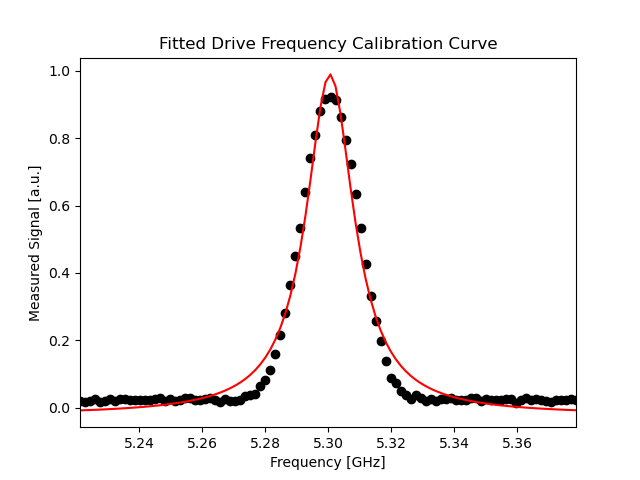 Fitted Drive Frequency Calibration Curve
Measured Signal [a.u.]
1.0
0.8
0.6
0.4
0.2
0.0
5.24 5.26 5.28 5.30 5.32 5.34 5.36
Frequency [GHz]